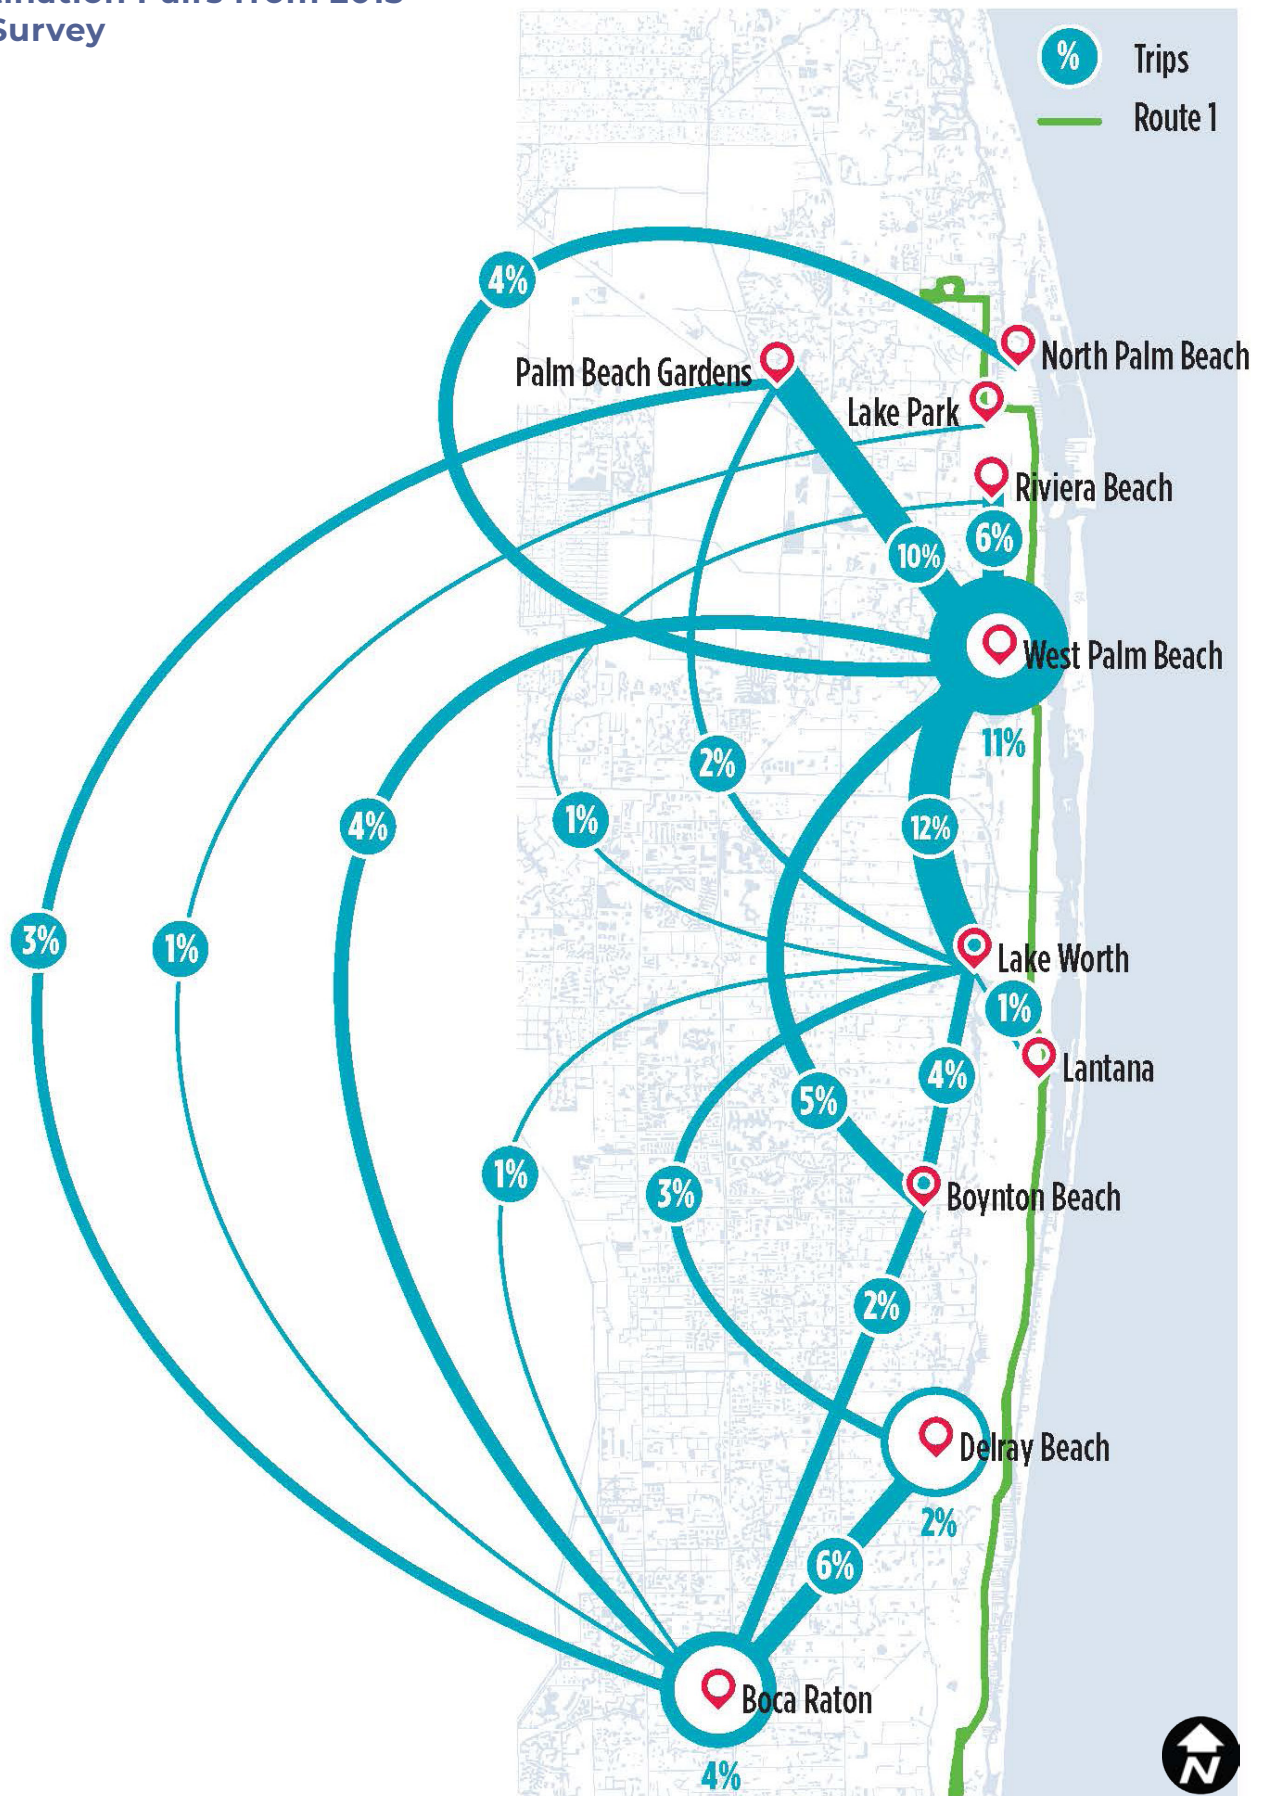 Survey
% Trips
Route 1
4%
North Palm Beach
Palm Beach Gardens
Lake Park
Riviera Beach
10%
6%
West Palm Beach
11%
2%
1%
4%
12%
3%
1%
Lake Worth
1%
Lantana
4%
5%
1%
3%
Boynton Beach
2%
Delray Beach
2%
6%
Boca Raton
4%
N